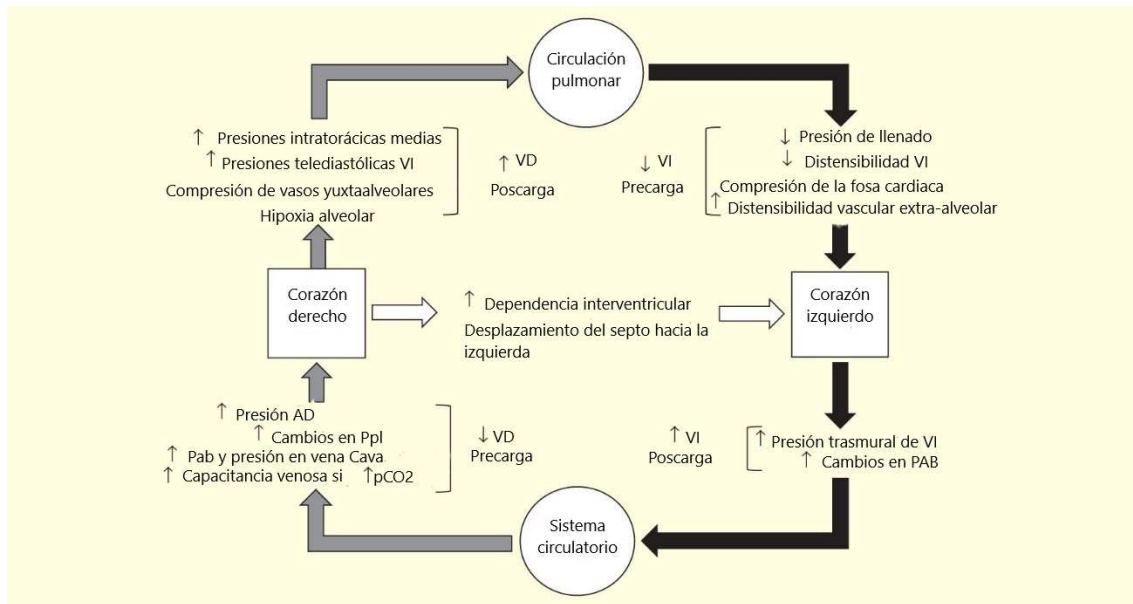 Circulación
pulmonar
↑ Presiones intratorácicas medias
↑ Presiones telediastólicas VI
Compresión de vasos yuxtaalveolares
Hipoxia alveolar
↑ VD
Poscarga
↓ VI
Precarga
↓ Presión de llenado
↓ Distensibilidad VI
Compresión de la fosa cardiaca
↑ Distensibilidad vascular extra-alveolar
Corazón
derecho
↑ Dependencia interventricular
Desplazamiento del septo hacia la
izquierda
Corazón
izquierdo
↑ Presión AD
↑ Cambios en Ppl
↑ Pab y presión en vena Cava
↑ Capacitancia venosa si ↑pCO2
↓ VD
Precarga
↑ VI
Poscarga
↑ Presión trasmural de VI
↑ Cambios en PAB
Sistema
circulatorio